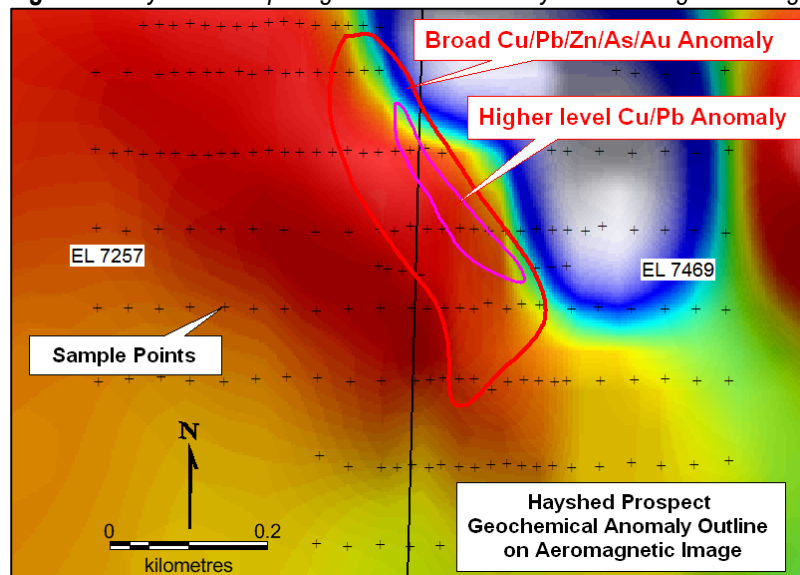 Broad Cu/Pb/Zn/As/Au Anomaly
Higher level Cu/Pb Anomaly
EL 7257
EL 7469
Sample Points
N
0 0.2
kilometres
Hayshed Prospect
Geochemical Anomaly Outline
on Aeromagnetic Image